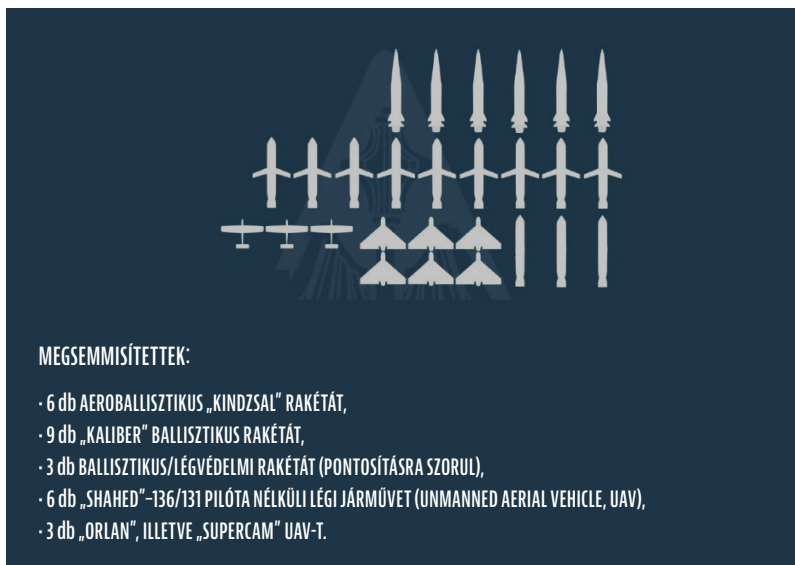 MEGSEMMISÍTETTEK:
· 6 db AEROBALLISZTIKUS „KINDZSAL” RAKÉTÁT,
· 9 db „KALIBER” BALLISZTIKUS RAKÉTÁT,
· 3 db BALLISZTIKUS/LÉGVÉDELMI RAKÉTÁT (PONTOSÍTÁSRA SZORUL),
· 6 db „SHAHED”–136/131 PILÓTA NÉLKÜLI LÉGI JÁRMŰVET (UNMANNED AERIAL VEHICLE, UAV),
· 3 db „ORLAN”, ILLETVE „SUPERCAM” UAV-T.